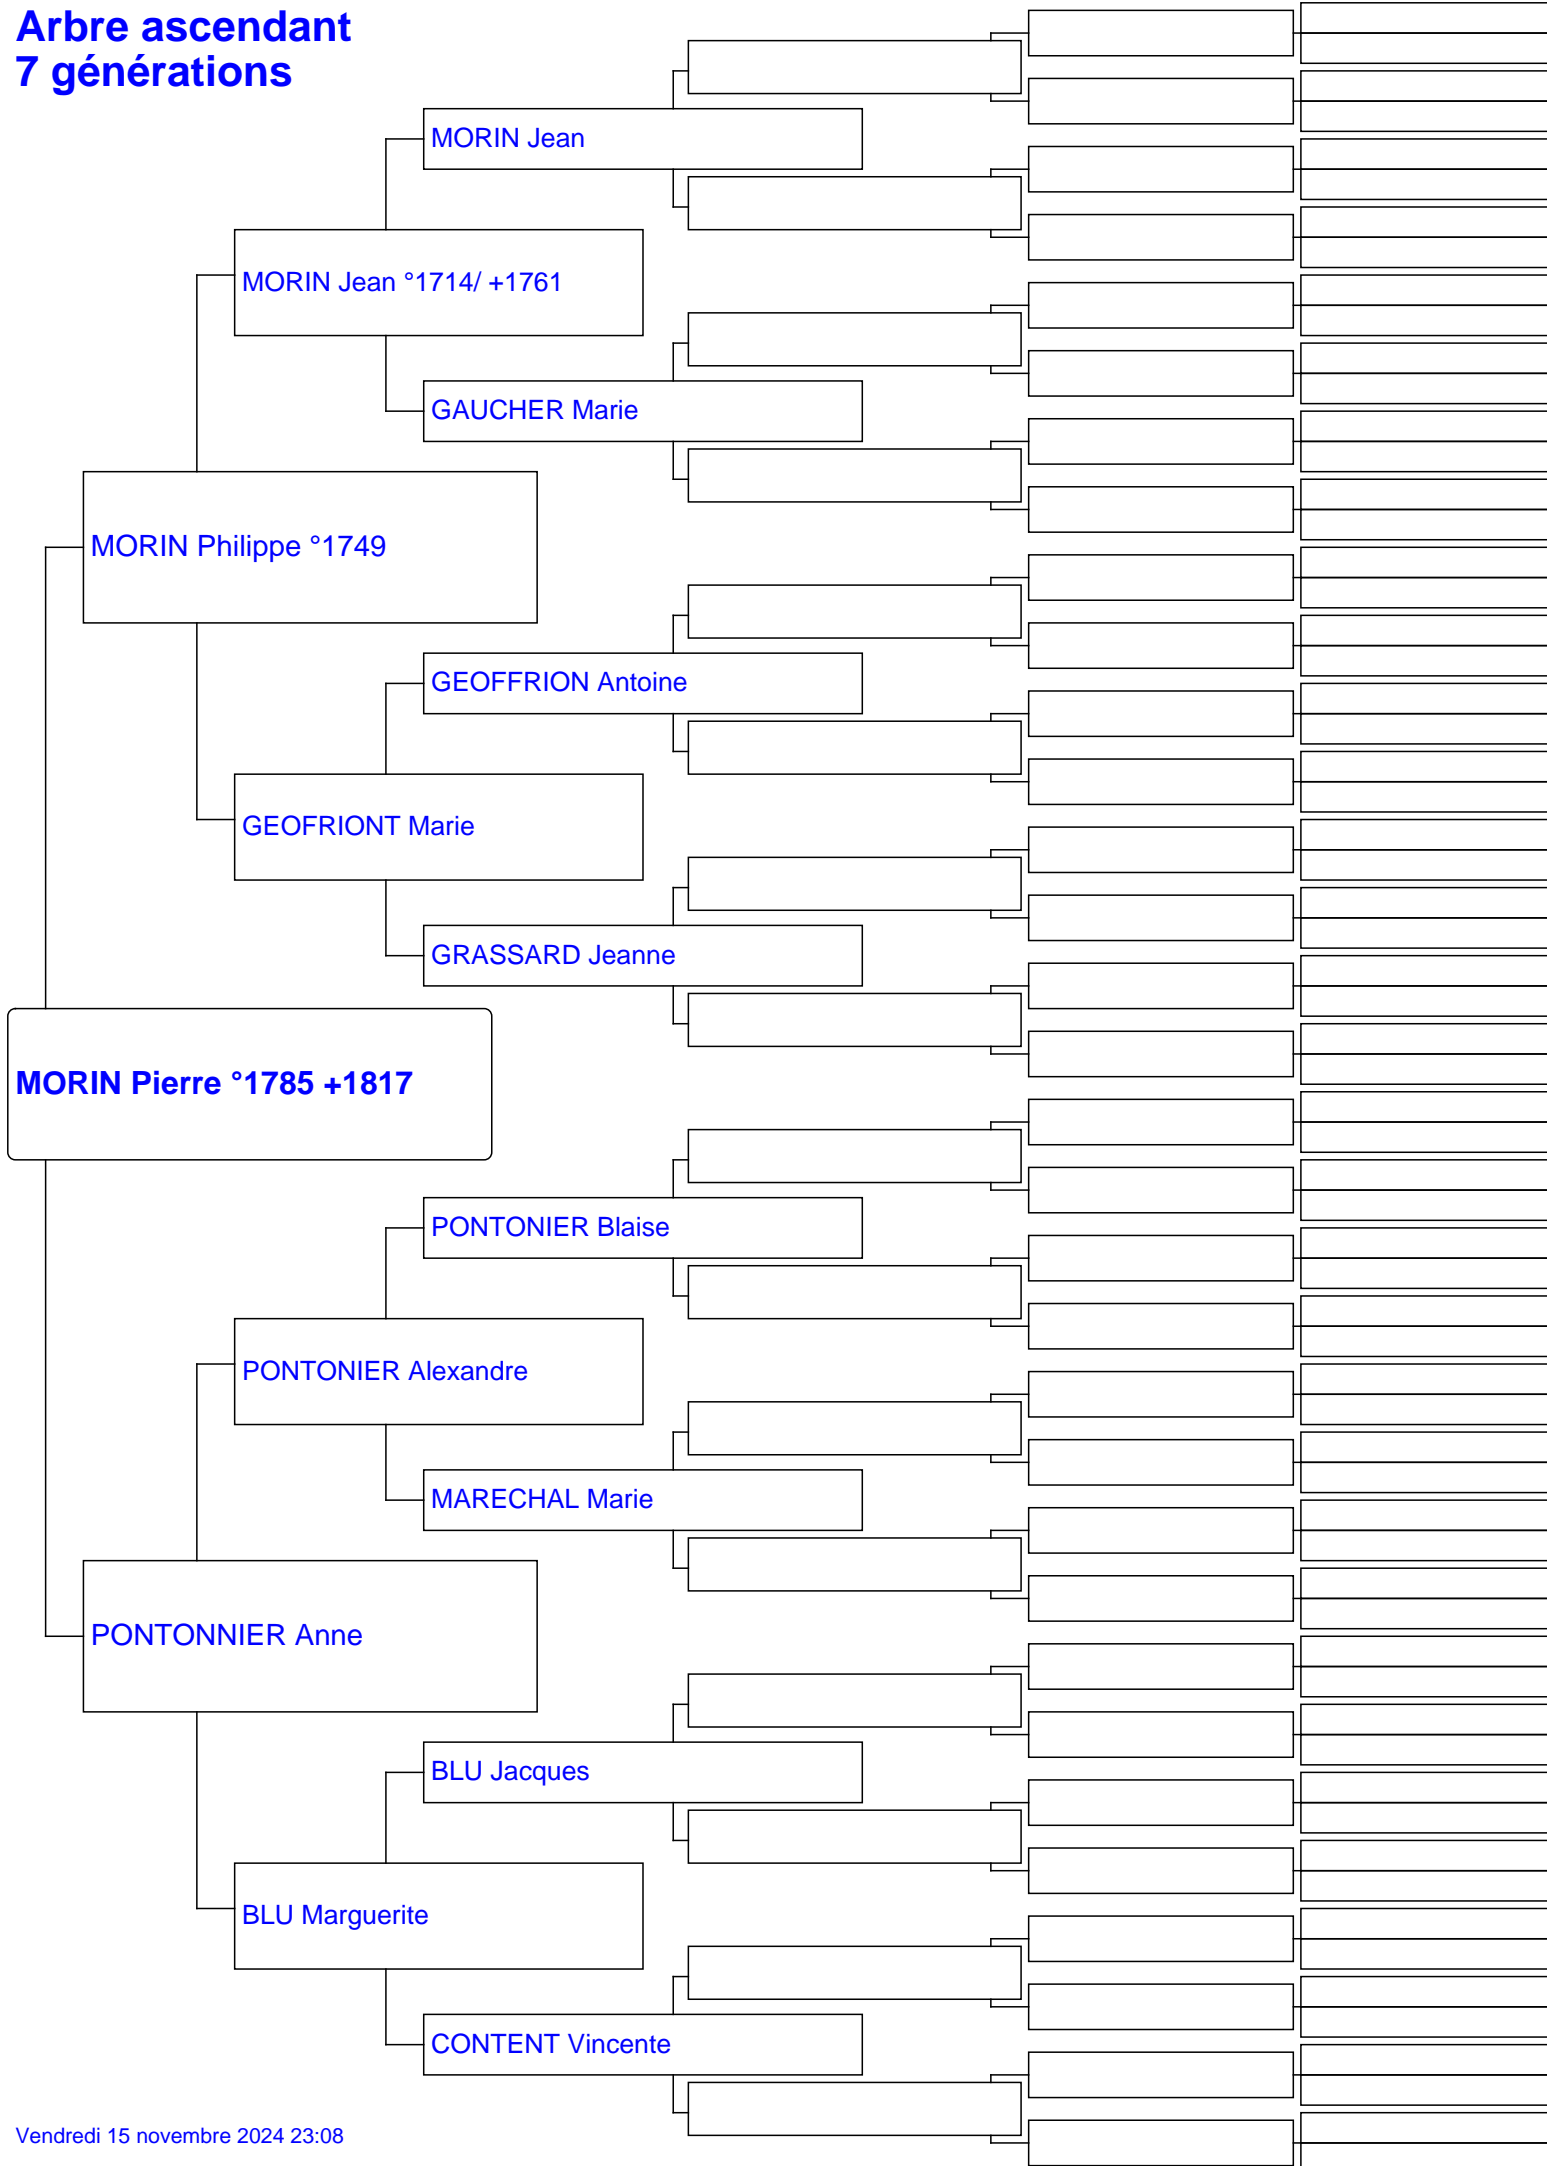 Arbre ascendant
7 générations
MORIN Jean
MORIN Jean °1714/ +1761
GAUCHER Marie
MORIN Philippe °1749
GEOFFRION Antoine
GEOFRIONT Marie
GRASSARD Jeanne
MORIN Pierre °1785 +1817
PONTONIER Blaise
PONTONIER Alexandre
MARECHAL Marie
PONTONNIER Anne
BLU Jacques
BLU Marguerite
CONTENT Vincente
Vendredi 15 novembre 2024 23:08